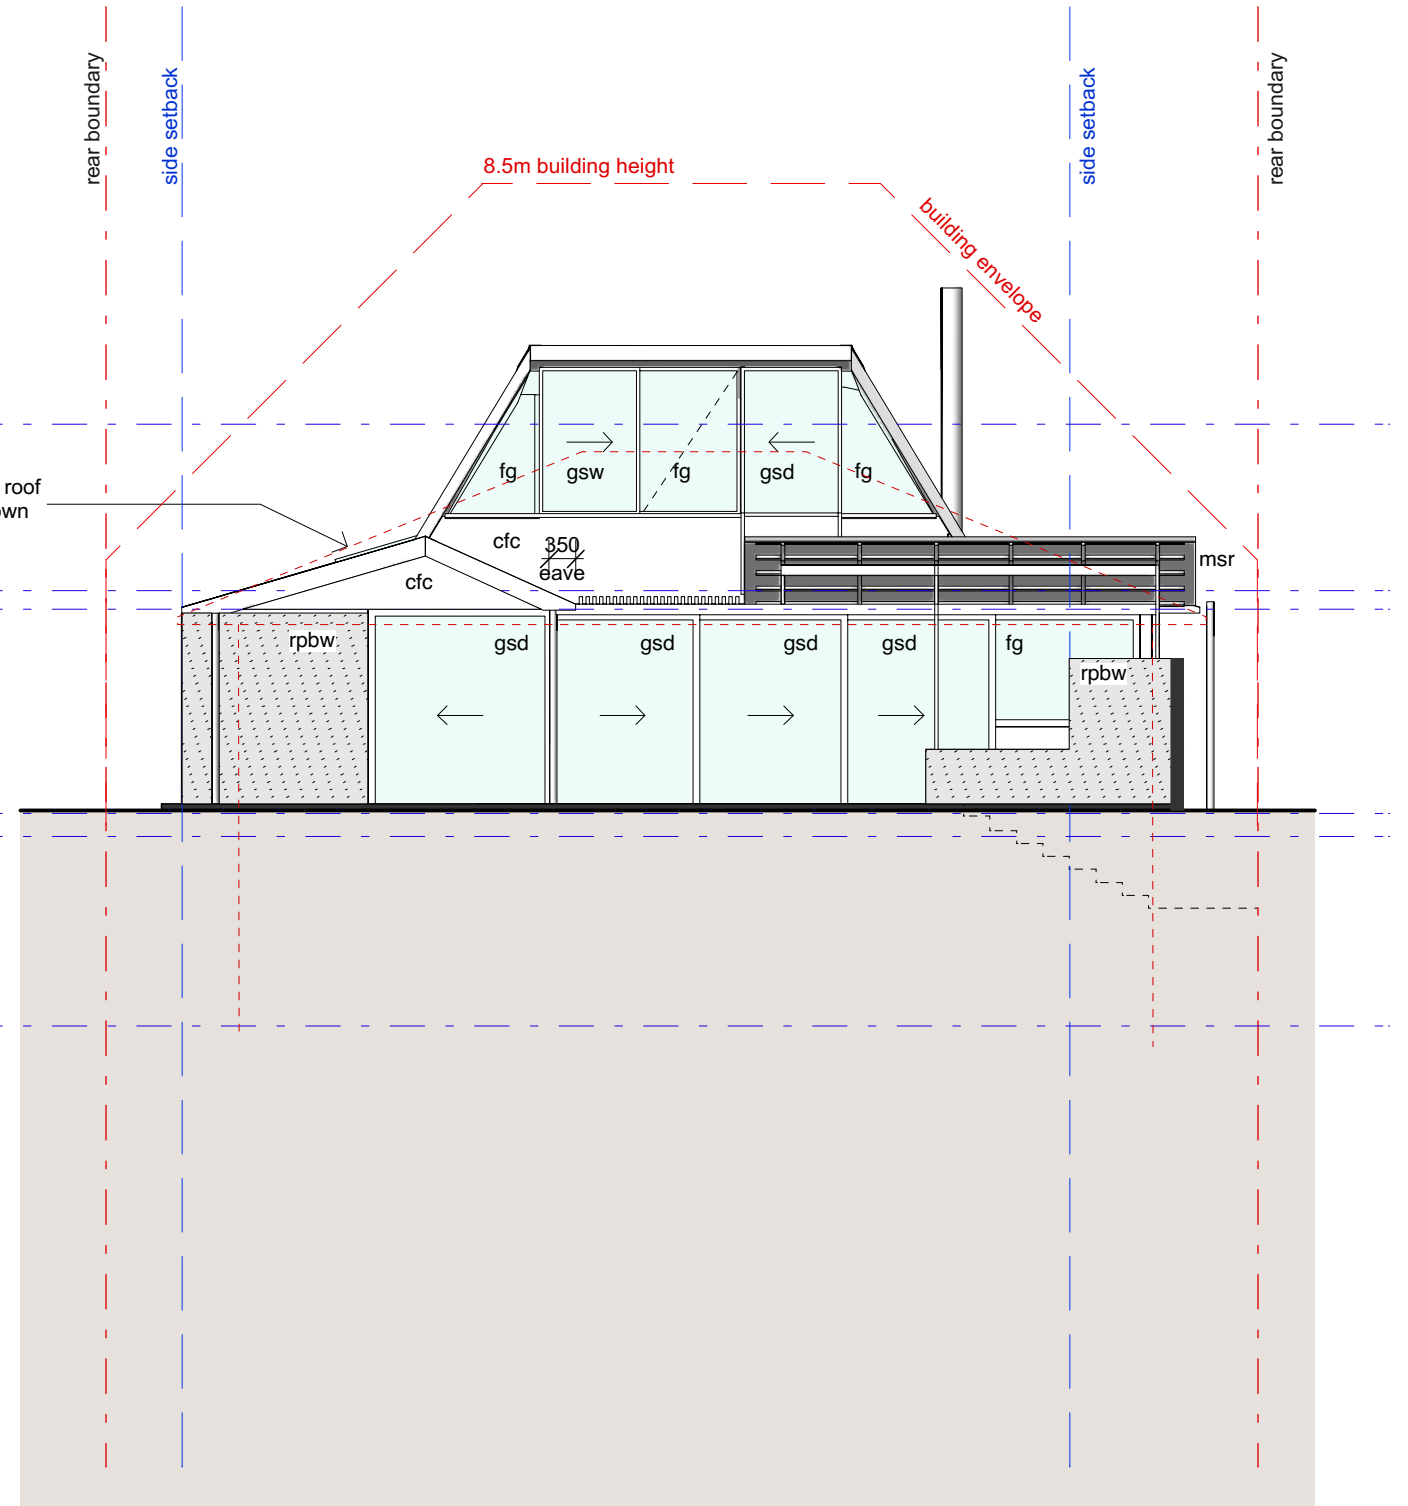 rear boundary
side setback
side setback
rear boundary
8.5m building height
building envelope
roof
fg
gsw
fg
gsd
fg
cfc
350
eave
cfc
msr
rpbw
gsd
gsd
gsd
gsd
fg
rpbw